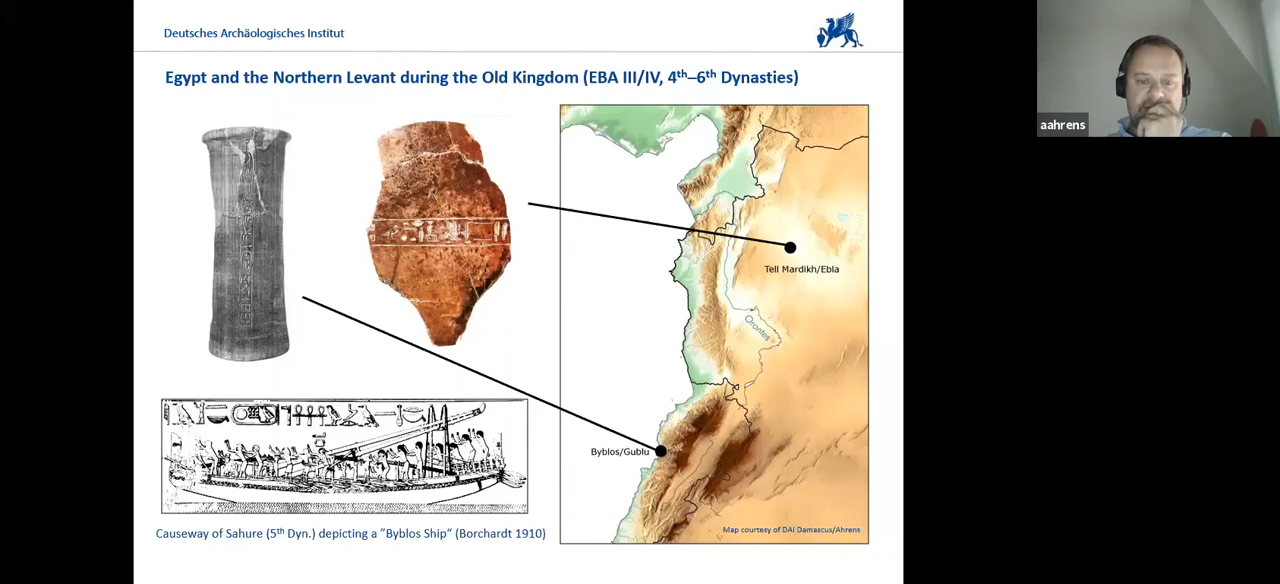 Deutsches Archäologisches Institut
Egypt and the Northern Levant during the Old Kingdom (EBA III/IV, 4th–6th Dynasties)
aahrens
Tell Mardikh/Ebla
Orontes
Byblos/Gublu
Map courtesy of DAI Damascus/Ahrens
Causeway of Sahure (5th Dyn.) depicting a ”Byblos Ship“ (Borchardt 1910)